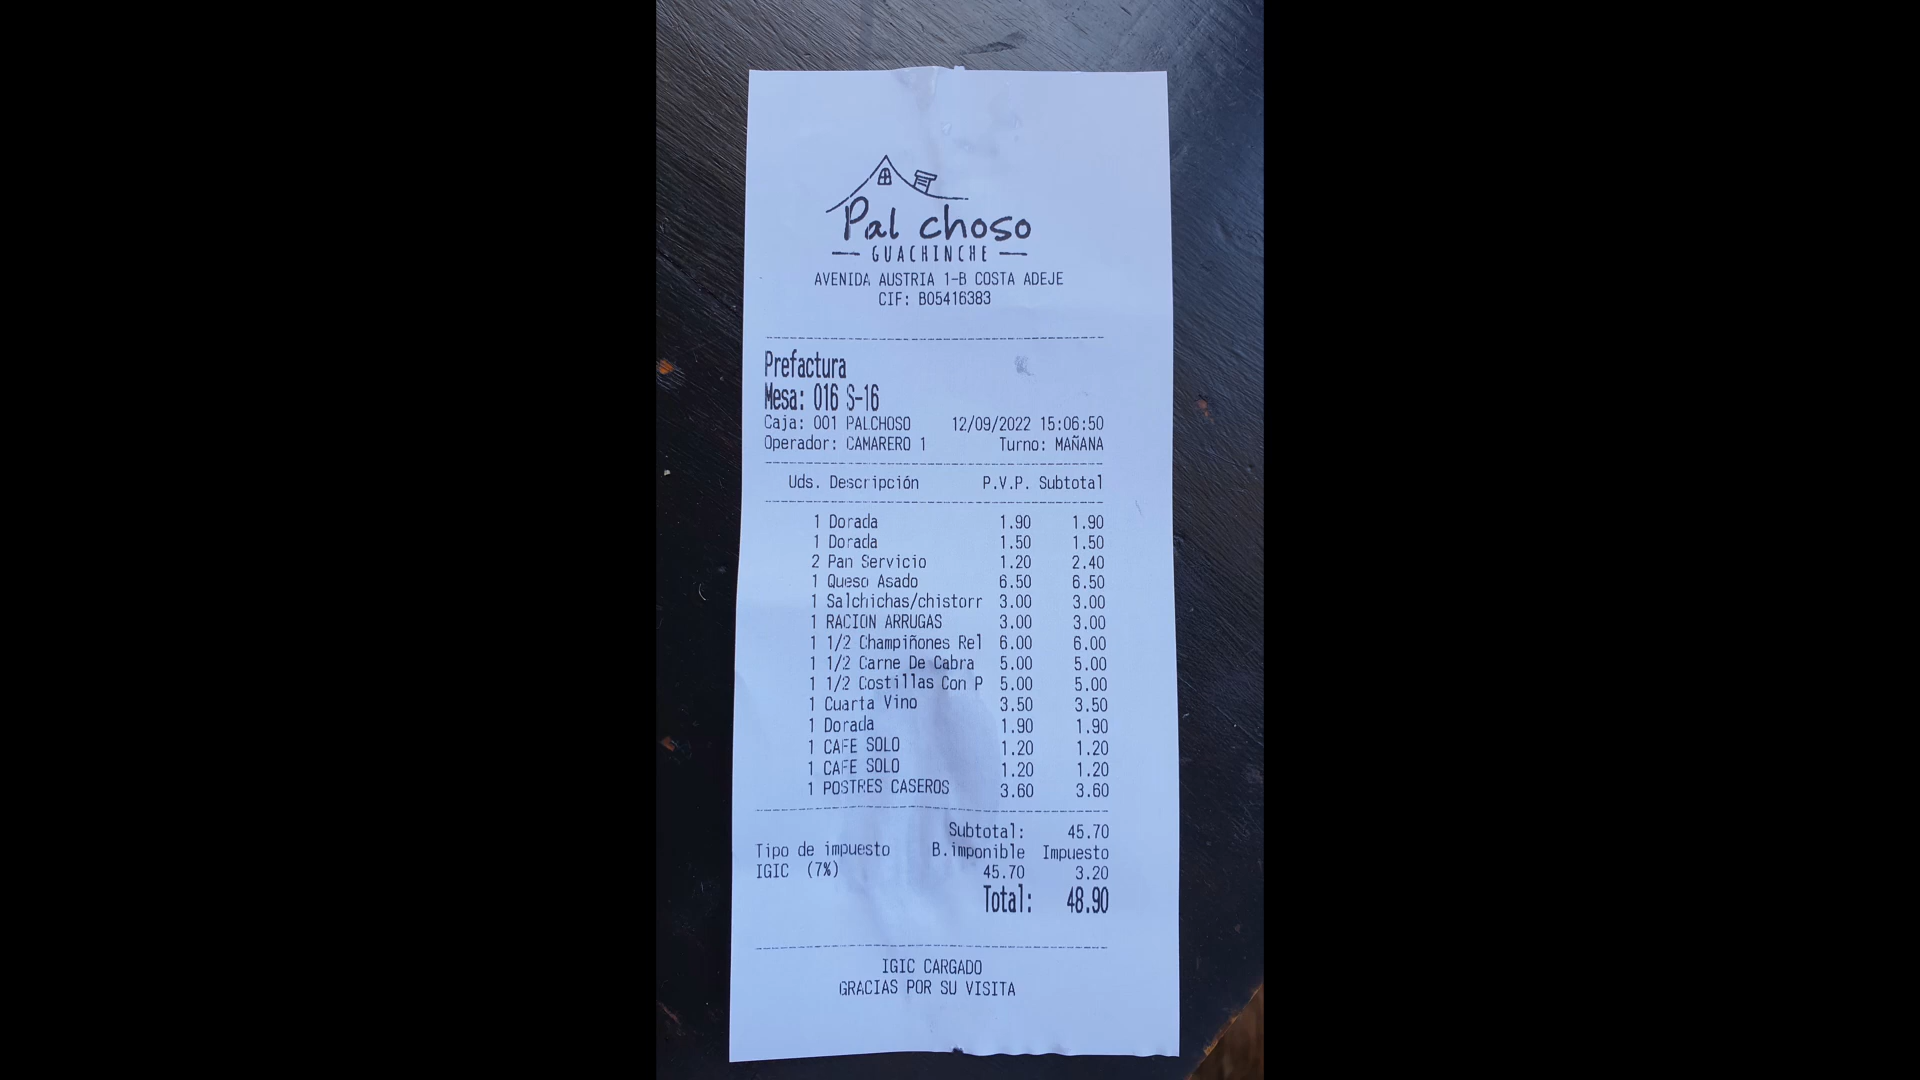 Pal choso
GUACHINCHE
AVENIDA AUSTRIA 1-B COSTA ADEJE
CIF: B05416383
Prefactura
Mesa: 016 S-16
Caja: 001 PALCHOSO 12/09/2022 15:06:50
Operador: CAMARERO 1 Turno: MAÑANA
Uds. Descripción P.V.P. Subtotal
1 Dorada 1.90 1.90
1 Dorada 1.50 1.50
2 Pan Servicio 1.20 2.40
1 Queso Asado 6.50 6.50
1 Salchichas/chistorr 3.00 3.00
1 RACION ARRUGAS 3.00 3.00
1 1/2 Champiñones Rel 6.00 6.00
1 1/2 Carne De Cabra 5.00 5.00
1 1/2 Costillas Con P 5.00 5.00
1 Cuarta Vino 3.50 3.50
1 Dorada 1.90 1.90
1 CAFE SOLO 1.20 1.20
1 CAFE SOLO 1.20 1.20
1 POSTRES CASEROS 3.60 3.60
Subtotal: 45.70
Tipo de impuesto B.imponible Impuesto
IGIC (7%) 45.70 3.20
Total: 48.90
IGIC CARGADO
GRACIAS POR SU VISITA